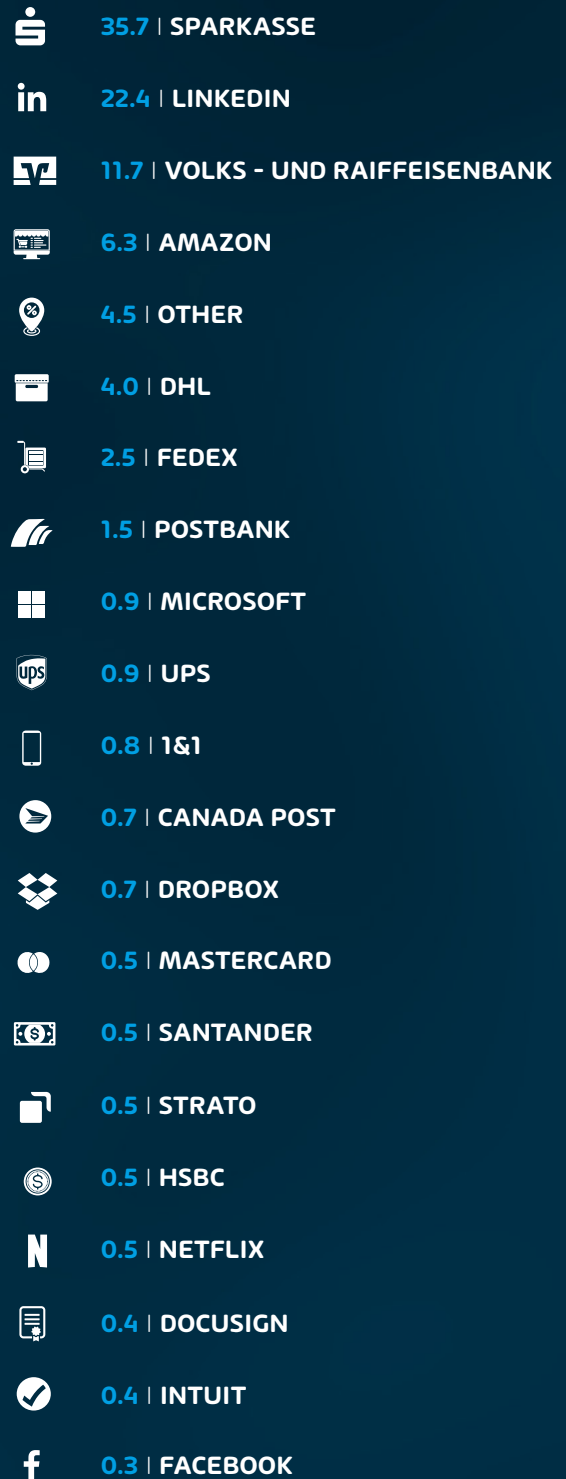 35.7 | SPARKASSE
in 22.4 | LINKEDIN
11.7 | VOLKS - UND RAIFFEISENBANK
6.3 | AMAZON
% 4.5 | OTHER
4.0 | DHL
2.5 | FEDEX
1.5 | POSTBANK
0.9 | MICROSOFT
ups 0.9 | UPS
0.8 | 1&1
0.7 | CANADA POST
0.7 | DROPBOX
0.5 | MASTERCARD
$ 0.5 | SANTANDER
0.5 | STRATO
$ 0.5 | HSBC
N 0.5 | NETFLIX
0.4 | DOCUSIGN
0.4 | INTUIT
f 0.3 | FACEBOOK